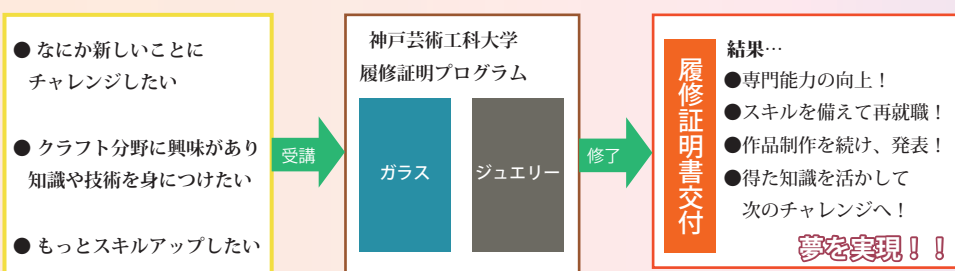 ● なにか新しいことに
チャレンジしたい
● クラフト分野に興味があり
知識や技術を身につけたい
● もっとスキルアップしたい
受講
神戸芸術工科大学
履修証明プログラム
ガラス
ジュエリー
修了
履修証明書交付
結果…
●専門能力の向上！
●スキルを備えて再就職！
●作品制作を続け、発表！
●得た知識を活かして
次のチャレンジへ！
夢を実現！！